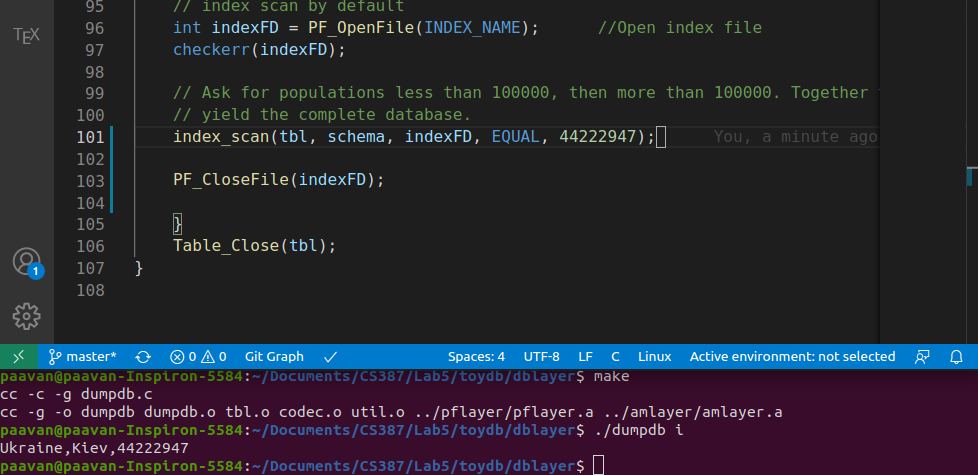 TEX
95 // index scan by default
96 int indexFD = PF_OpenFile(INDEX_NAME); //Open index file
97 checkerr(indexFD);
98
99 // Ask for populations less than 100000, then more than 100000. Together
100 // yield the complete database.
101 index_scan(tbl, schema, indexFD, EQUAL, 44222947); You, a minute ago
102
103 PF_CloseFile(indexFD);
104
105 }
106 Table_Close(tbl);
107 }
108
1
master* 0 0 Git Graph Spaces: 4 UTF-8 LF C Linux Active environment: not selected
paavan@paavan-Inspiron-5584:~/Documents/CS387/Lab5/toydb/dblayer$ make
cc -c -g dumpdb.c
cc -g -o dumpdb dumpdb.o tbl.o codec.o util.o ../pflayer/pflayer.a ../amlayer/amlayer.a
paavan@paavan-Inspiron-5584:~/Documents/CS387/Lab5/toydb/dblayer$ ./dumpdb i
Ukraine,Kiev,44222947
paavan@paavan-Inspiron-5584:~/Documents/CS387/Lab5/toydb/dblayer$